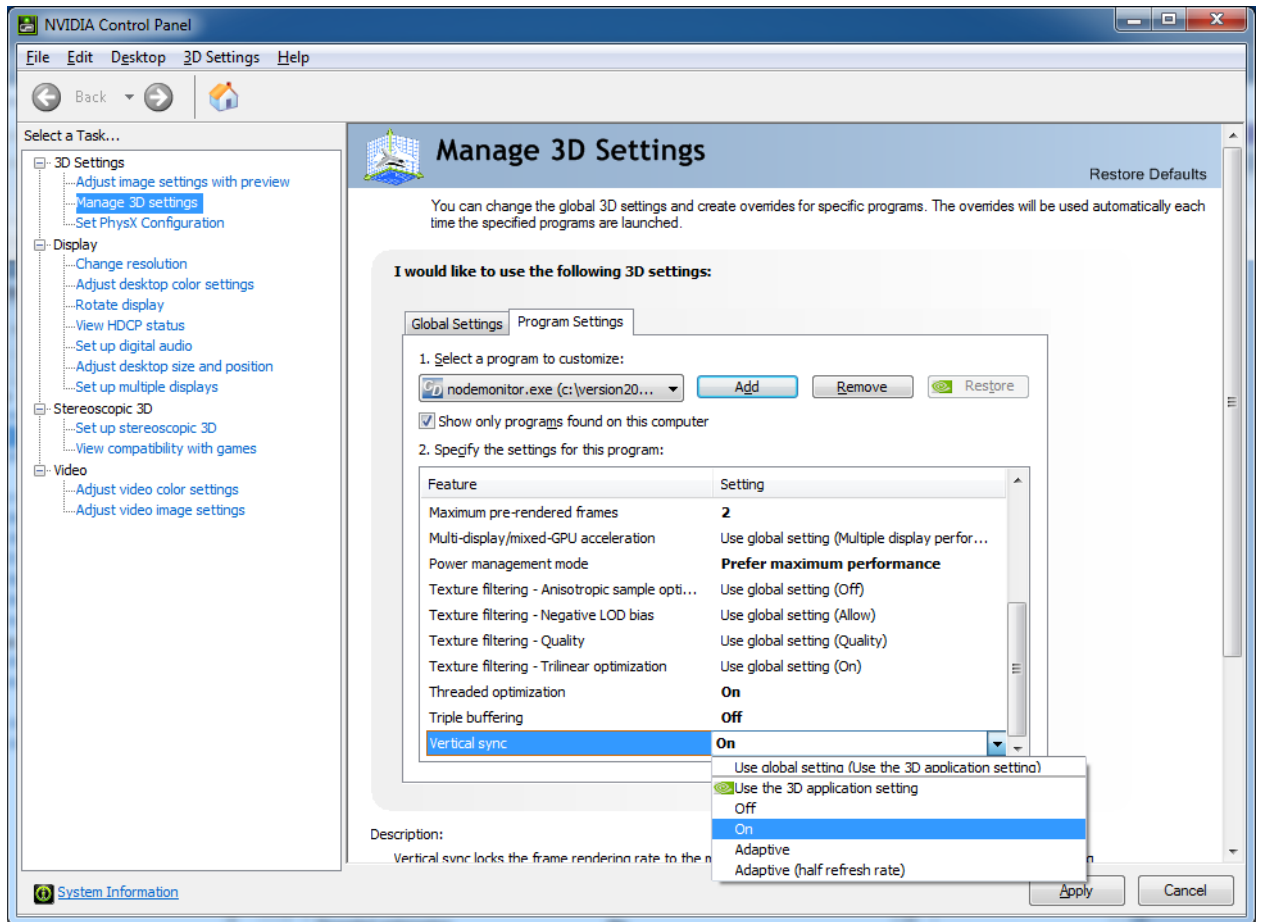 NVIDIA Control Panel
File Edit Desktop 3D Settings Help
Back
Select a Task...
3D Settings
Adjust image settings with preview
Manage 3D settings
Set PhysX Configuration
Display
Change resolution
Adjust desktop color settings
Rotate display
View HDCP status
Set up digital audio
Adjust desktop size and position
Set up multiple displays
Stereoscopic 3D
Set up stereoscopic 3D
View compatibility with games
Video
Adjust video color settings
Adjust video image settings
System Information
Manage 3D Settings
Restore Defaults
You can change the global 3D settings and create overrides for specific programs. The overrides will be used automatically each
time the specified programs are launched.
I would like to use the following 3D settings:
Global Settings Program Settings
1. Select a program to customize:
nodemonitor.exe (c:\version20... Add Remove Restore
Show only programs found on this computer
2. Specify the settings for this program:
Feature Setting
Maximum pre-rendered frames 2
Multi-display/mixed-GPU acceleration Use global setting (Multiple display perfor...
Power management mode Prefer maximum performance
Texture filtering - Anisotropic sample opti... Use global setting (Off)
Texture filtering - Negative LOD bias Use global setting (Allow)
Texture filtering - Quality Use global setting (Quality)
Texture filtering - Trilinear optimization Use global setting (On)
Threaded optimization On
Triple buffering Off
Vertical sync On
Use global setting (Use the 3D application setting)
Use the 3D application setting
Off
On
Adaptive
Adaptive (half refresh rate)
Description:
Vertical sync locks the frame rendering rate to the
Apply Cancel